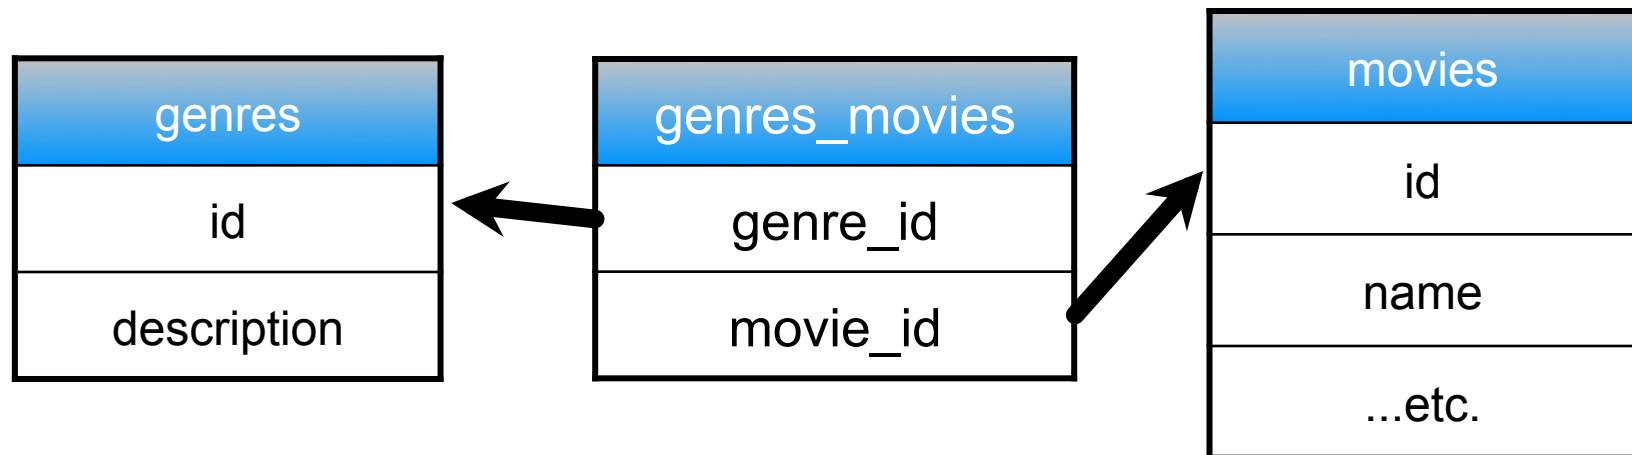 genres
id
description
genres_movies
genre_id
movie_id
movies
id
name
...etc.